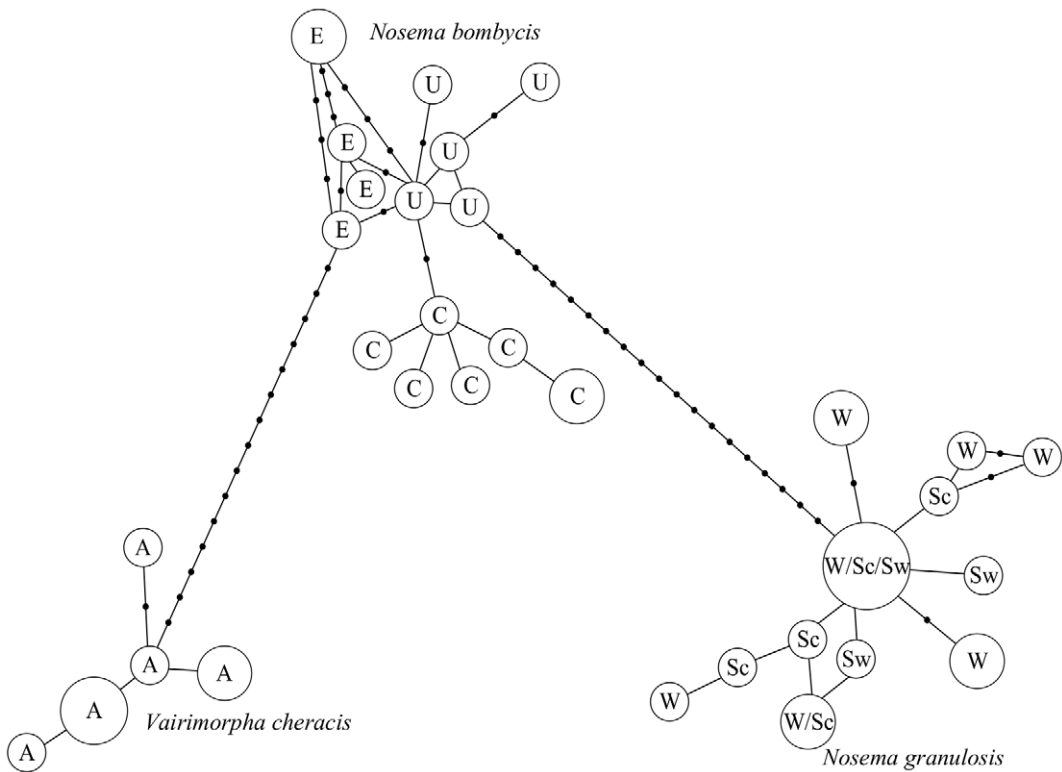 E
Nosema bombycis
U
U
E
U
E
U
U
E
C
C
C
C
C
C
W
W
W
Sc
A
W/Sc/Sw
Sw
Sc
Sw
W
A
A
Sc
W
A
W/Sc
Vairimorpha cheracis
A
Nosema granulosis